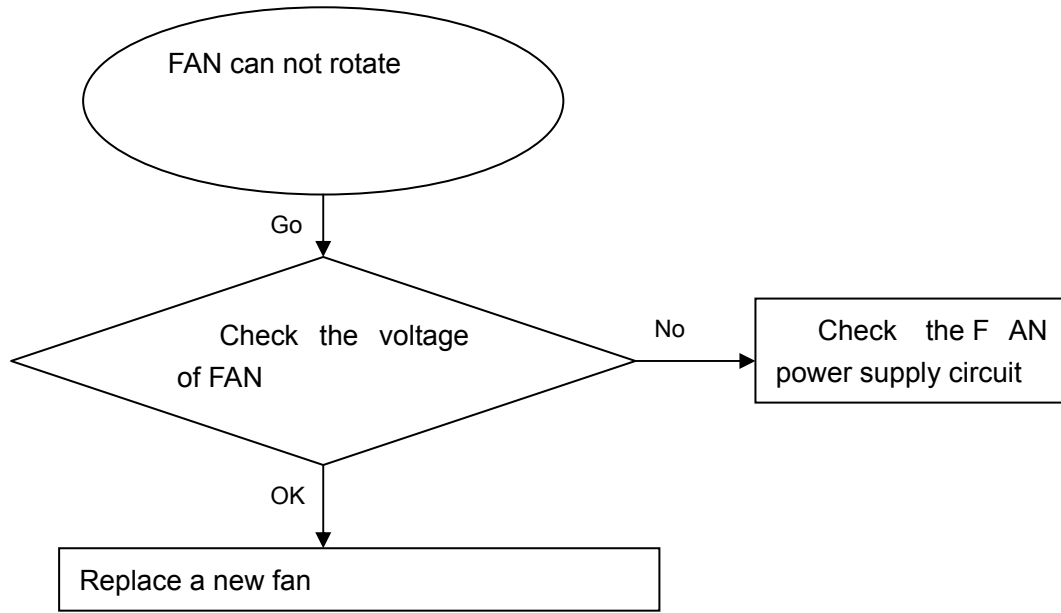 FAN can not rotate
Go
Check the voltage
of FAN
No
Check the F AN
power supply circuit
OK
Replace a new fan